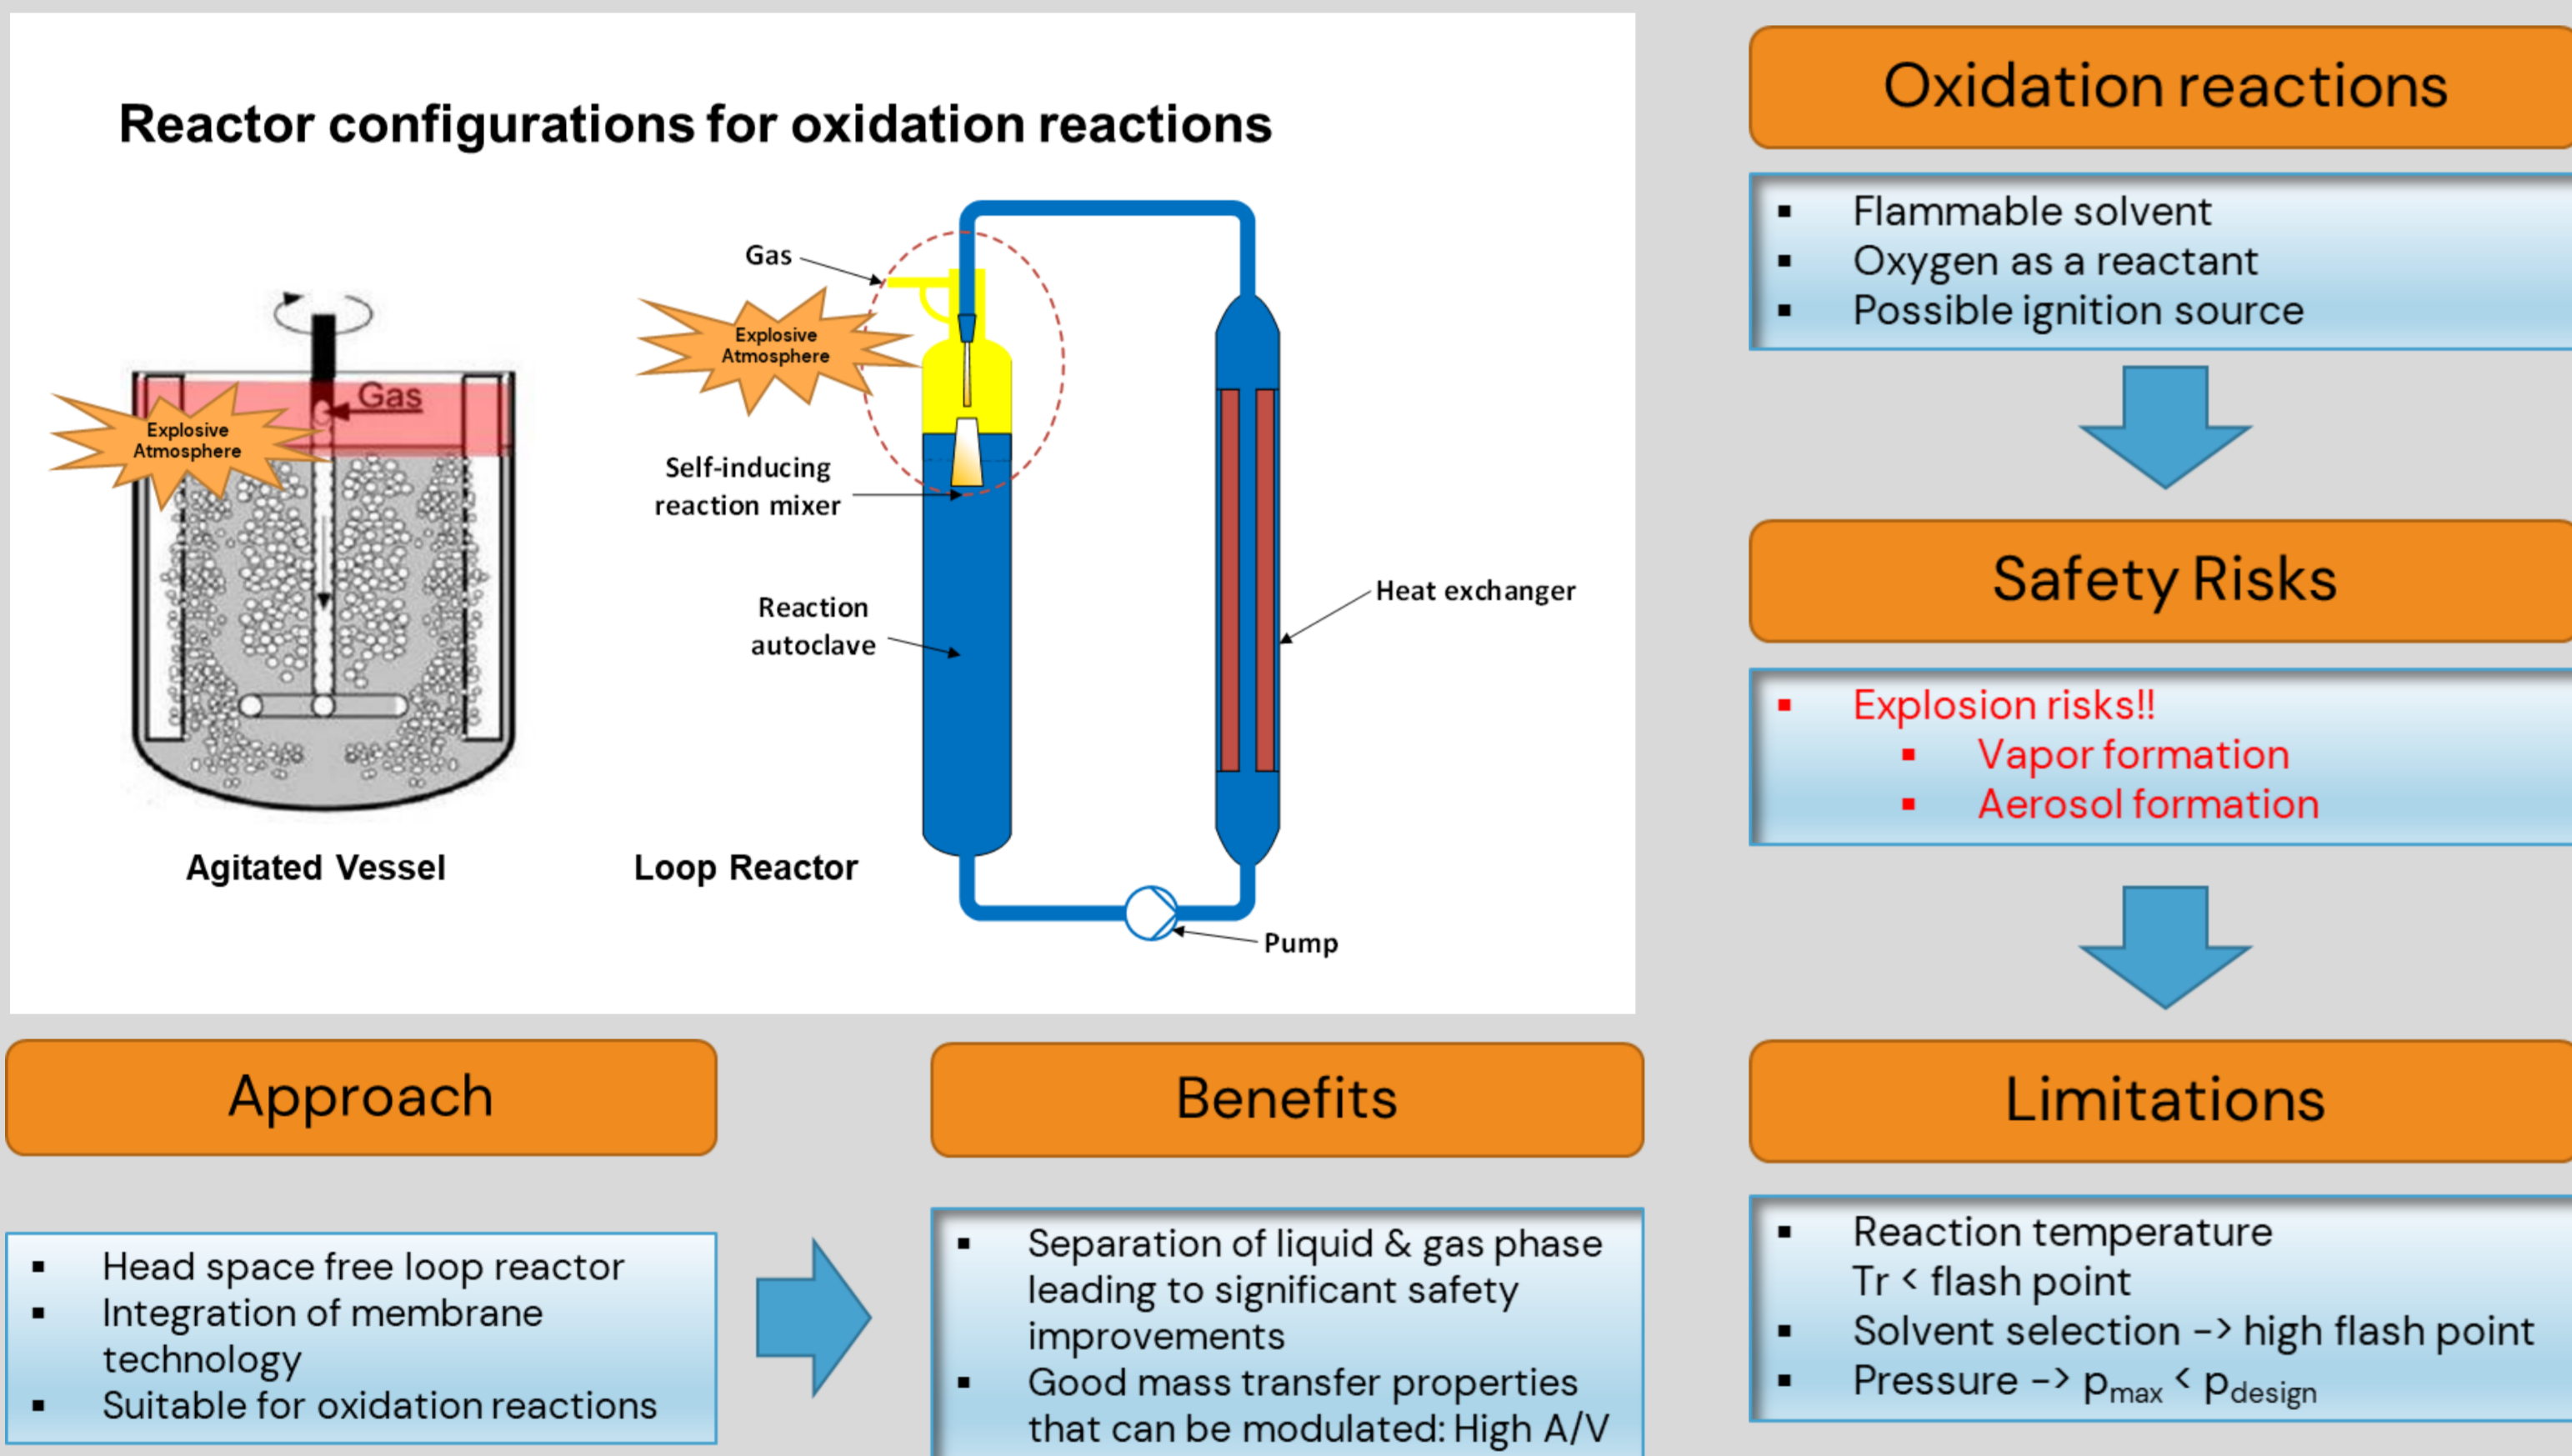 Reactor configurations for oxidation reactions
Gas
Explosive
Atmosphere
Gas
Explosive
Atmosphere
Self-inducing
reaction mixer
Reaction
autoclave
Heat exchanger
Agitated Vessel
Loop Reactor
Pump
Oxidation reactions
▪ Flammable solvent
▪ Oxygen as a reactant
▪ Possible ignition source
Safety Risks
▪ Explosion risks!!
▪ Vapor formation
▪ Aerosol formation
Limitations
▪ Reaction temperature
Tr < flash point
▪ Solvent selection -> high flash point
▪ Pressure -> pmax < pdesign
Approach
▪ Head space free loop reactor
▪ Integration of membrane
technology
▪ Suitable for oxidation reactions
Benefits
▪ Separation of liquid & gas phase
leading to significant safety
improvements
▪ Good mass transfer properties
that can be modulated: High A/V